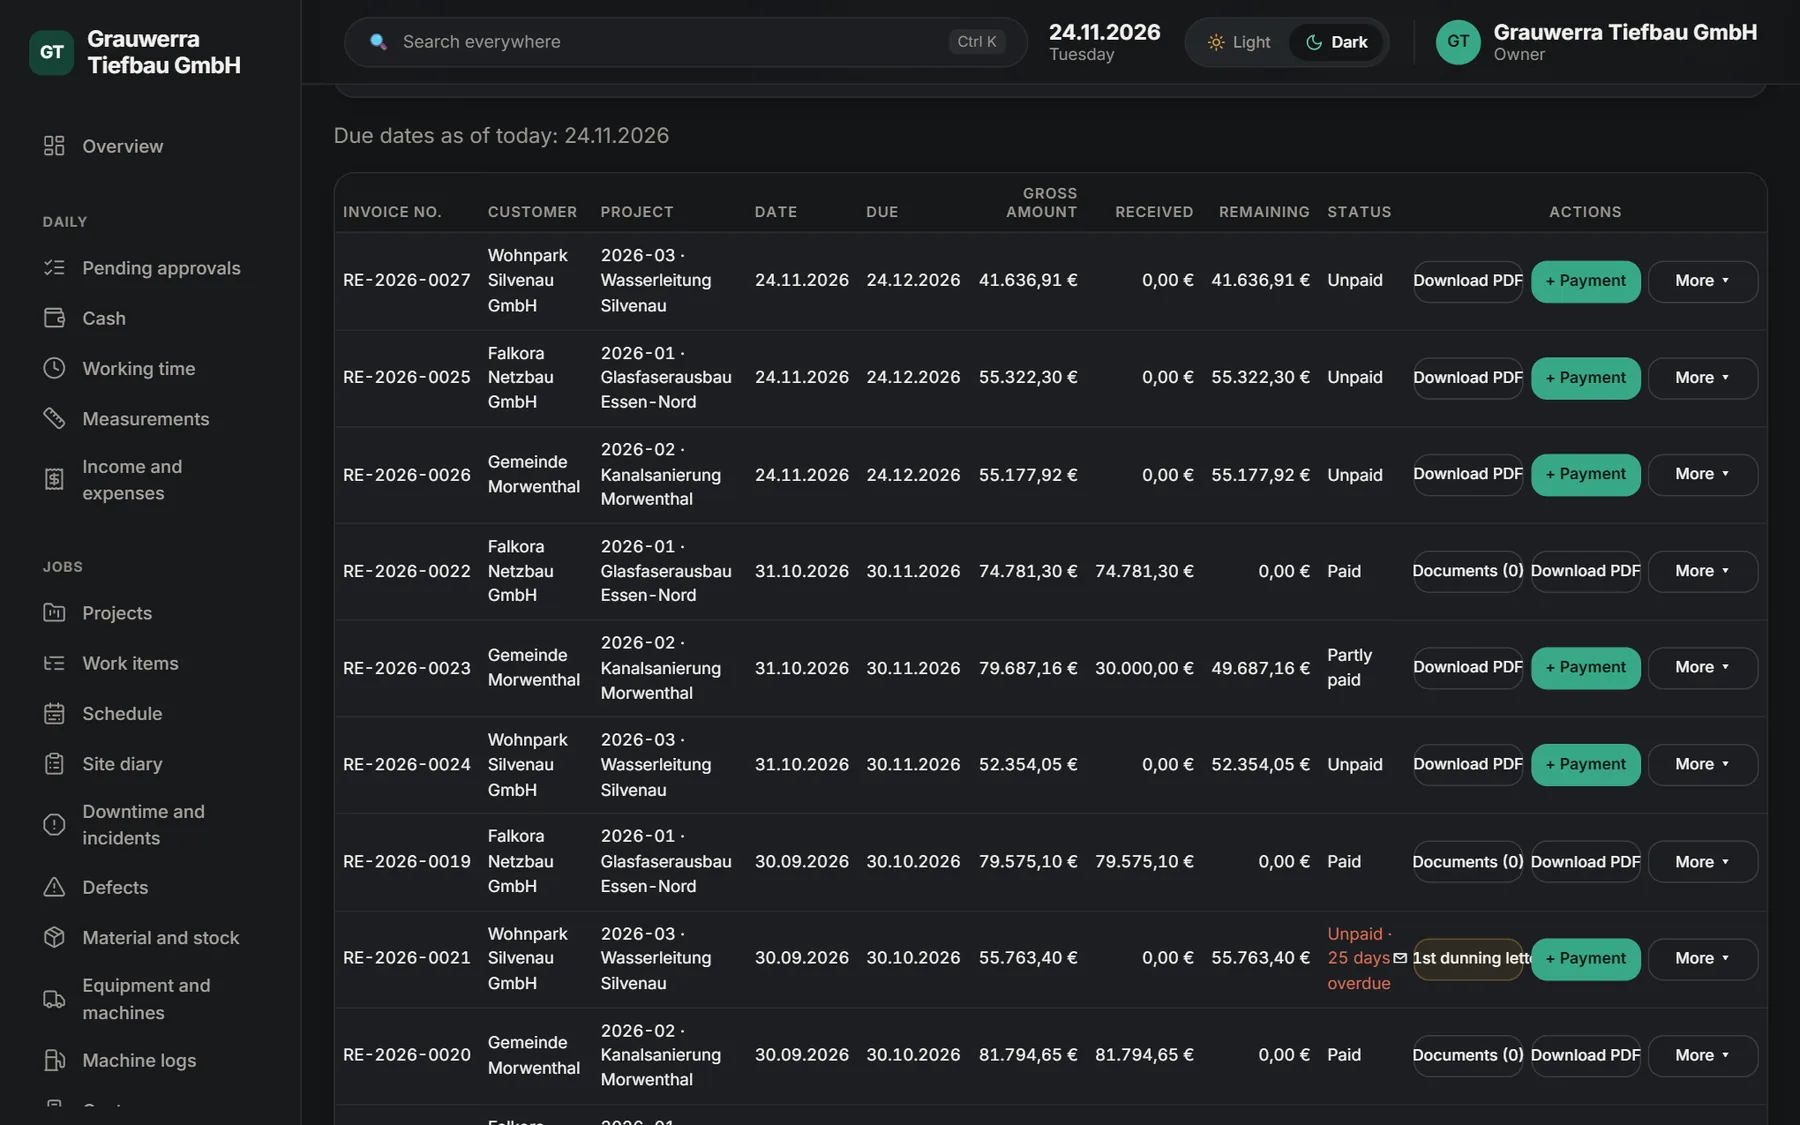 GT
Grauwerra
Tiefbau GmbH
Search everywhere
Ctrl K
24.11.2026
Tuesday
Light
Dark
GT
Grauwerra Tiefbau GmbH
Owner
Overview
DAILY
Pending approvals
Cash
Working time
Measurements
Income and
expenses
JOBS
Projects
Work items
Schedule
Site diary
Downtime and
incidents
Defects
Material and stock
Equipment and
machines
Machine logs
Due dates as of today: 24.11.2026
INVOICE NO. CUSTOMER PROJECT DATE DUE GROSS AMOUNT RECEIVED REMAINING STATUS ACTIONS
RE-2026-0027 Wohnpark Silvenau GmbH 2026-03 · Wasserleitung Silvenau 24.11.2026 24.12.2026 41.636,91 € 0,00 € 41.636,91 € Unpaid Download PDF + Payment More
RE-2026-0025 Falkora Netzbau GmbH 2026-01 · Glasfaserausbau Essen-Nord 24.11.2026 24.12.2026 55.322,30 € 0,00 € 55.322,30 € Unpaid Download PDF + Payment More
RE-2026-0026 Gemeinde Morwenthal 2026-02 · Kanalsanierung Morwenthal 24.11.2026 24.12.2026 55.177,92 € 0,00 € 55.177,92 € Unpaid Download PDF + Payment More
RE-2026-0022 Falkora Netzbau GmbH 2026-01 · Glasfaserausbau Essen-Nord 31.10.2026 30.11.2026 74.781,30 € 74.781,30 € 0,00 € Paid Documents (0) Download PDF More
RE-2026-0023 Gemeinde Morwenthal 2026-02 · Kanalsanierung Morwenthal 31.10.2026 30.11.2026 79.687,16 € 30.000,00 € 49.687,16 € Partly paid Download PDF + Payment More
RE-2026-0024 Wohnpark Silvenau GmbH 2026-03 · Wasserleitung Silvenau 31.10.2026 30.11.2026 52.354,05 € 0,00 € 52.354,05 € Unpaid Download PDF + Payment More
RE-2026-0019 Falkora Netzbau GmbH 2026-01 · Glasfaserausbau Essen-Nord 30.09.2026 30.10.2026 79.575,10 € 79.575,10 € 0,00 € Paid Documents (0) Download PDF More
RE-2026-0021 Wohnpark Silvenau GmbH 2026-03 · Wasserleitung Silvenau 30.09.2026 30.10.2026 55.763,40 € 0,00 € 55.763,40 € Unpaid · 25 days overdue 1st dunning lett + Payment More
RE-2026-0020 Gemeinde Morwenthal 2026-02 · Kanalsanierung Morwenthal 30.09.2026 30.10.2026 81.794,65 € 81.794,65 € 0,00 € Paid Documents (0) Download PDF More